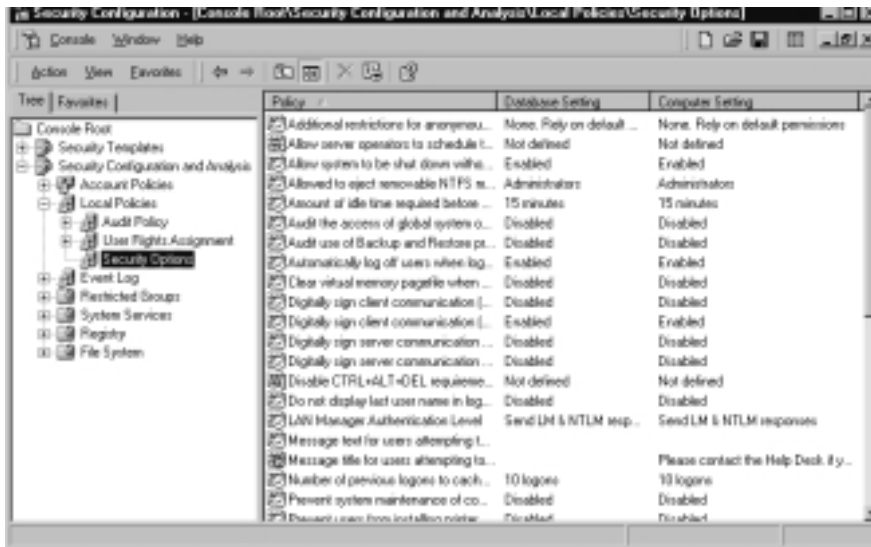 Security Configuration - [Console Root\Security Configuration and Analysis\Local Policies\Security Options]
Console Window Help
Action View Favorites
Tree Favorites
Policy Database Setting Computer Setting
Console Root
Security Templates
Security Configuration and Analysis
Account Policies
Local Policies
Audit Policy
User Rights Assignment
Security Options
Event Log
Restricted Groups
System Services
Registry
File System
Additional restrictions for anonymou... None. Rely on default ... None. Rely on default permissions
Allow server operators to schedule t... Not defined Not defined
Allow system to be shut down witho... Enabled Enabled
Allowed to eject removable NTFS m... Administrators Administrators
Amount of idle time required before ... 15 minutes 15 minutes
Audit the access of global system o... Disabled Disabled
Audit use of Backup and Restore pr... Disabled Disabled
Automatically log off users when log... Enabled Enabled
Clear virtual memory pagefile when ... Disabled Disabled
Digitally sign client communication (... Disabled Disabled
Digitally sign client communication (... Enabled Enabled
Digitally sign server communication ... Disabled Disabled
Digitally sign server communication ... Disabled Disabled
Disable CTRL+ALT+DEL requireme... Not defined Not defined
Do not display last user name in log... Disabled Disabled
LAN Manager Authentication Level Send LM & NTLM resp... Send LM & NTLM responses
Message text for users attempting t...
Message title for users attempting to... Please contact the Help Desk if y...
Number of previous logons to cach... 10 logons 10 logons
Prevent system maintenance of co... Disabled Disabled
Prevent users from installing printer ... Disabled Disabled